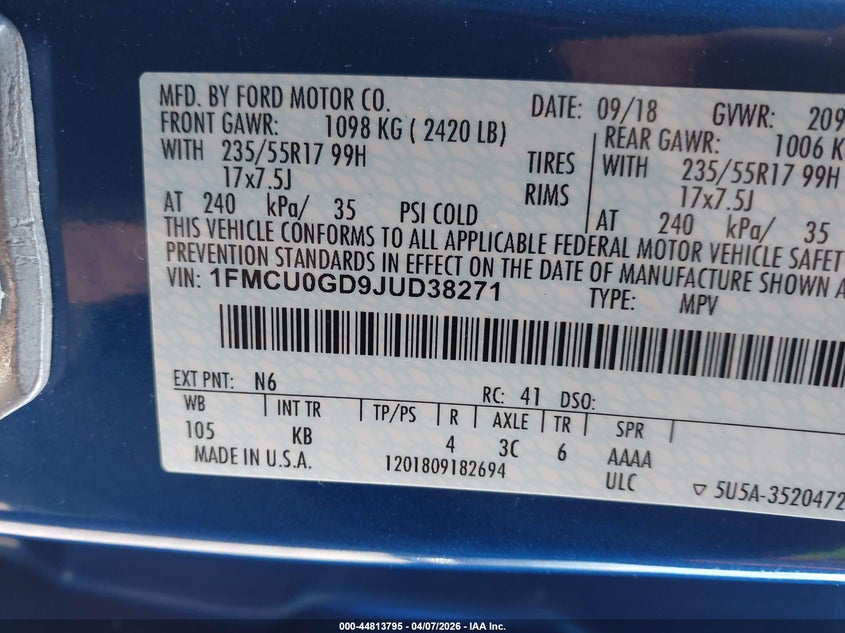 MFD. BY FORD MOTOR CO.
DATE: 09/18 GVWR: 209
FRONT GAWR: 1098 KG ( 2420 LB)
WITH 235/55R17 99H TIRES
17x7.5J RIMS
AT 240 kPa/ 35 PSI COLD
REAR GAWR: 1006 K
WITH 235/55R17 99H
17x7.5J
AT 240 kPa/ 35
THIS VEHICLE CONFORMS TO ALL APPLICABLE FEDERAL MOTOR VEHICLE SAFET
PREVENTION STANDARDS IN EFFECT ON THE DATE OF MANUFACTURE SHOWN A
VIN: 1FMCU0GD9JUD38271 TYPE: MPV
EXT PNT: N6 RC: 41 DSO:
WB INT TR TP/PS R AXLE TR SPR
105 KB 4 3C 6 AAAA
MADE IN U.S.A. 1201809182694 ULC
▽ 5U5A-3520472
000-44813795 - 04/07/2026 - IAA Inc.